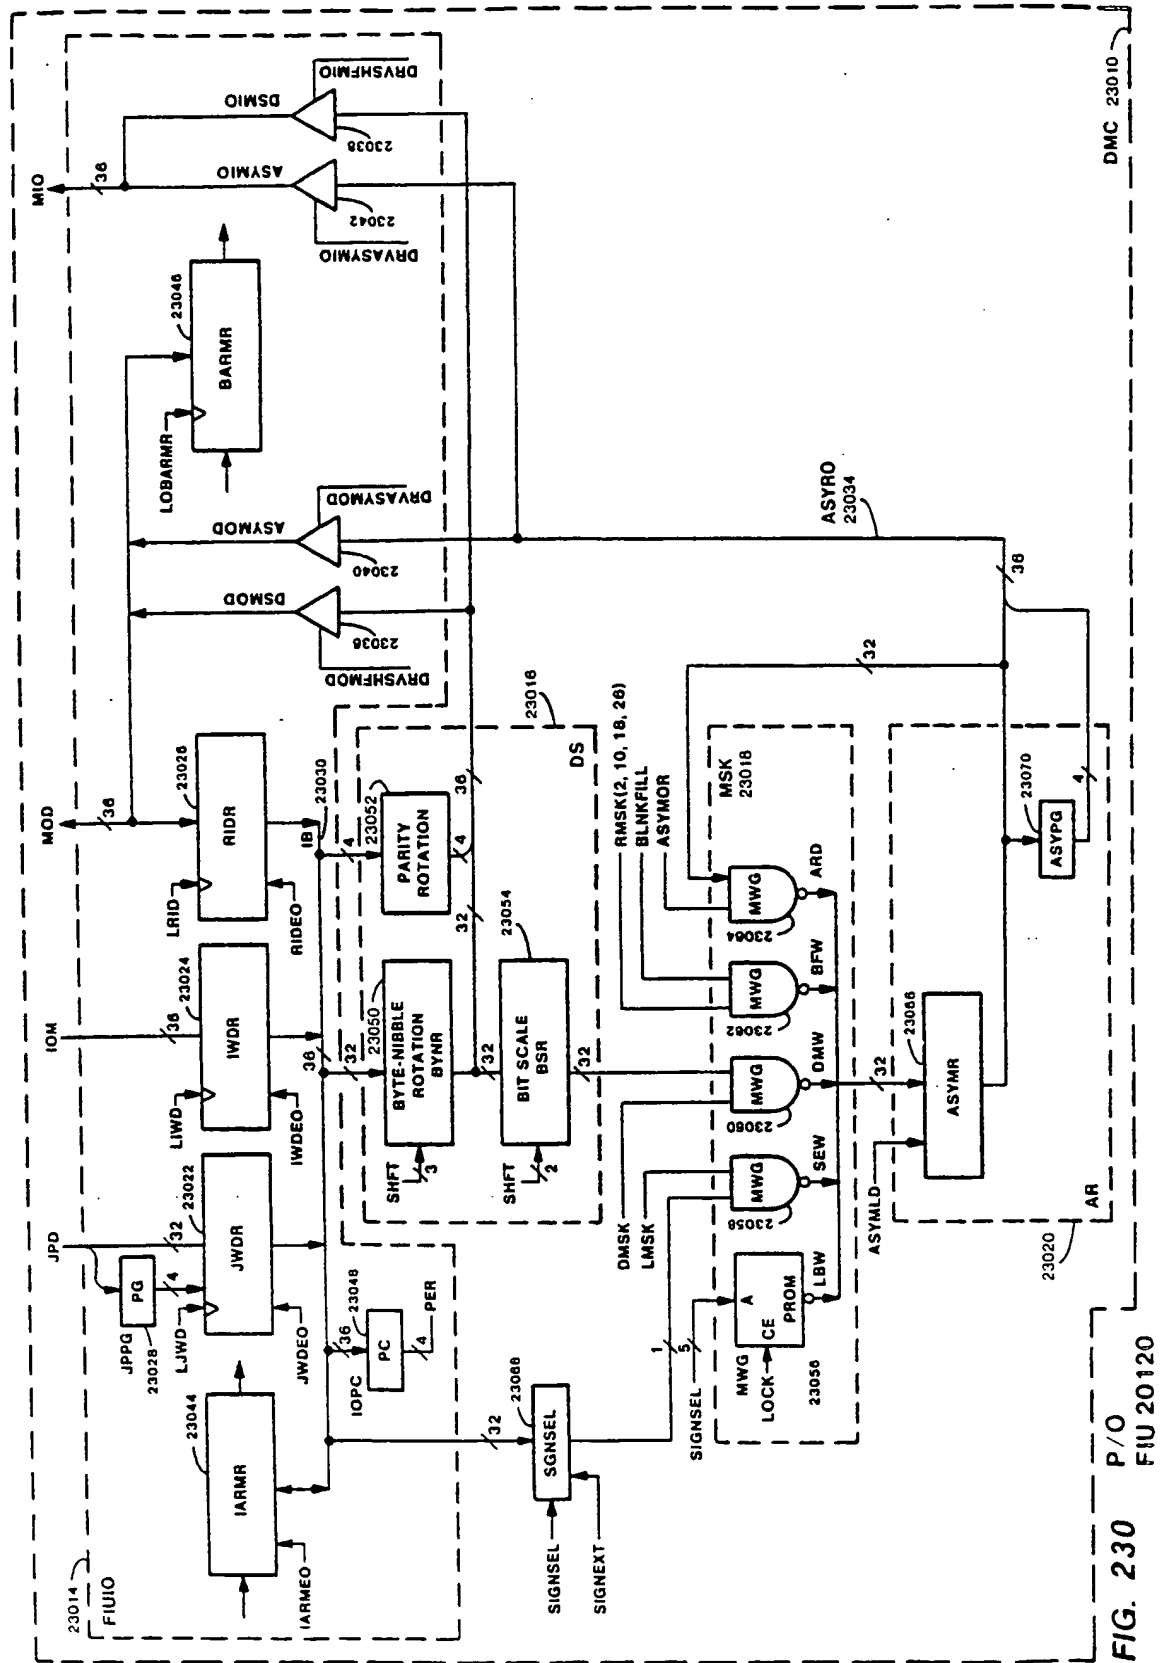 MOD
MIO
IOM
JPD
36
36
36
32
23014
FIUIO
23044
IARMR
IARMEO
JPPG
23028
PG
4
LJWD
23022
JWDR
JWDEO
LIWD
23024
IWDR
IWDEO
LRID
23026
RIDR
RIDEO
DSMOD
23036
DRVSHFMOD
ASYMOD
23040
DRVASYMOD
LOBARMR
23046
BARMR
ASYMIO
23042
DRVASYMIO
DSMIO
23038
DRVSHFMIO
IB
23030
36
IOPC
36
23048
PC
4
PER
32
4
23050
BYTE-NIBBLE
ROTATION
BYNR
SHFT
3
23052
PARITY
ROTATION
4
36
32
23016
DS
32
23054
BIT SCALE
BSR
SHFT
2
32
32
SIGNSEL
23068
SGNSEL
SIGNEXT
1
SIGNSEL
5
DMSK
LMSK
RMSK(2, 10, 18, 26)
BLNKFILL
ASYMOR
32
MSK
23018
MWG
LOCK
A
CE
PROM
23056
LBW
MWG
23058
SEW
MWG
23060
DMW
MWG
23062
BFW
MWG
23064
ARD
ASYRO
23034
36
32
ASYMLD
23066
ASYMR
23070
ASYPG
4
AR
23020
DMC 23010
FIG. 230
P/O
FIU 20120